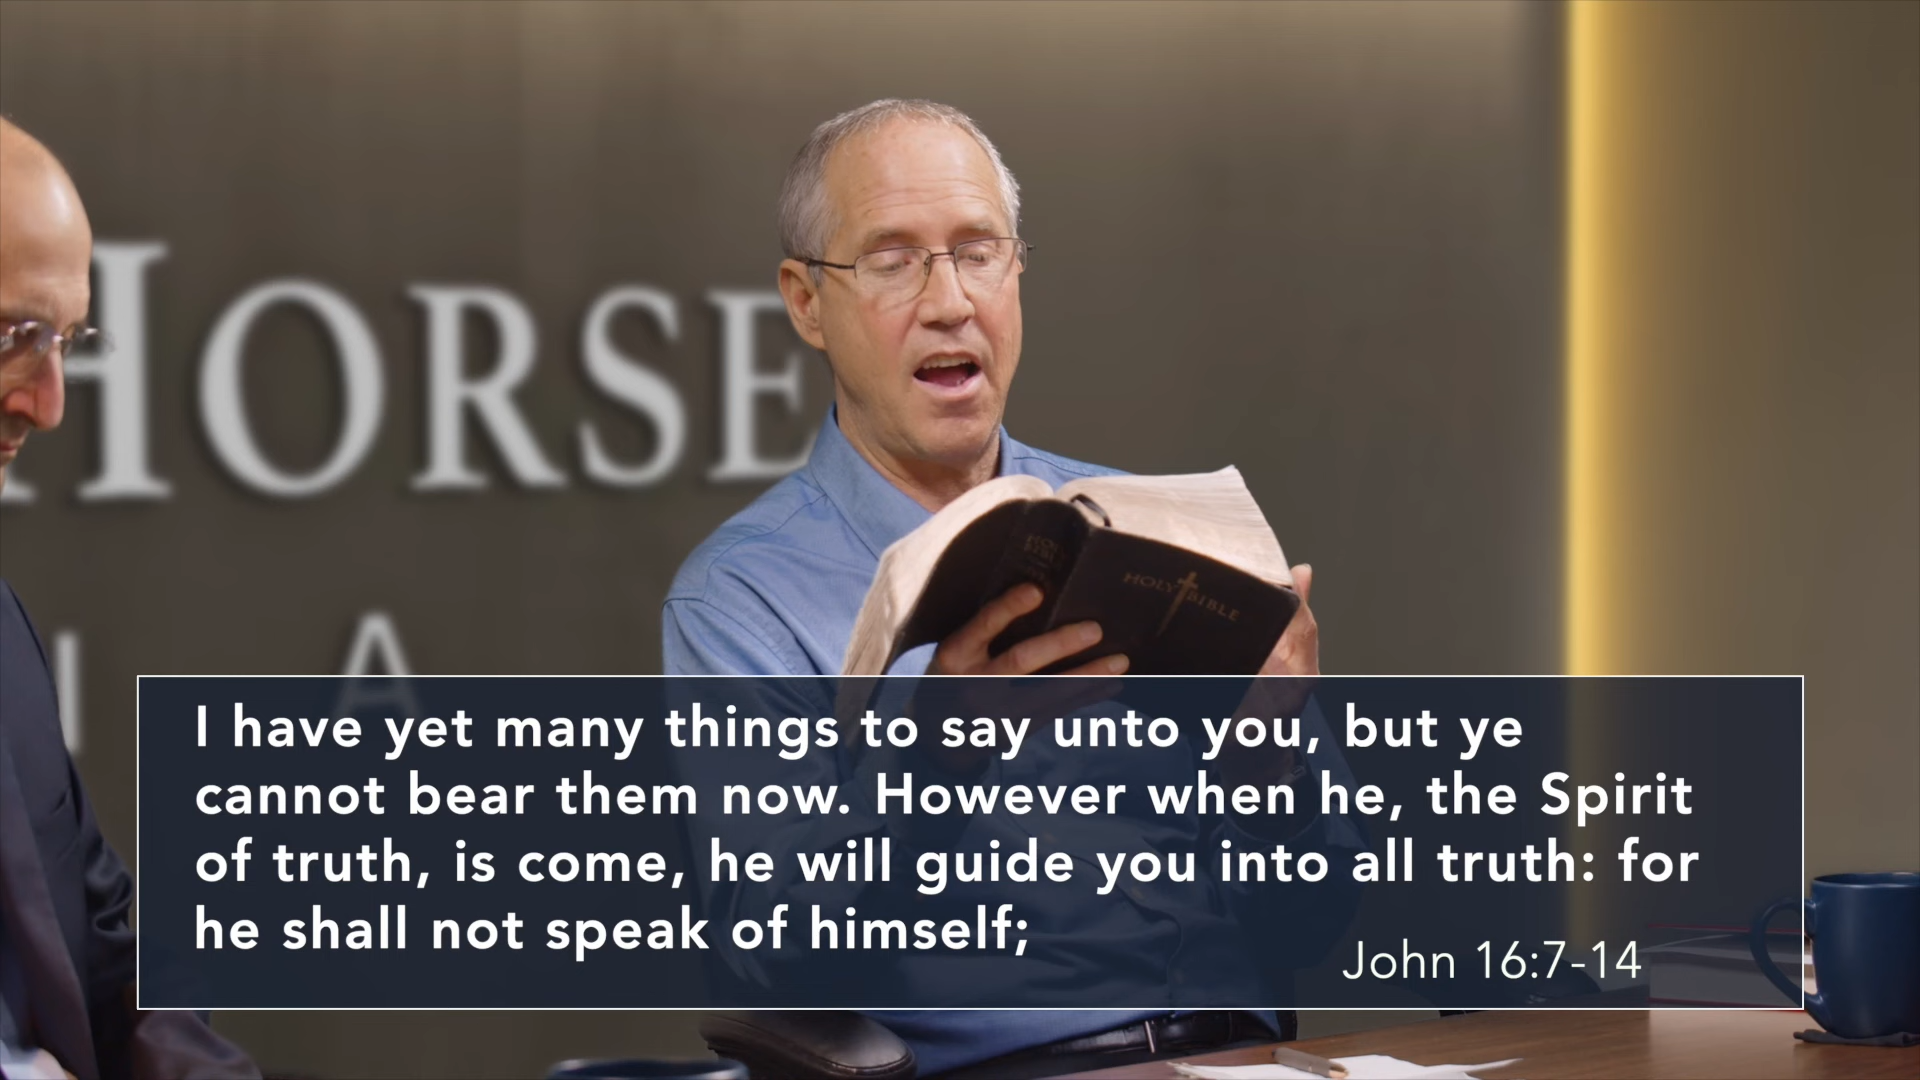 HORSE
I A
HOLY BIBLE
HOLY BIBLE
I have yet many things to say unto you, but ye
cannot bear them now. However when he, the Spirit
of truth, is come, he will guide you into all truth: for
he shall not speak of himself;
John 16:7-14